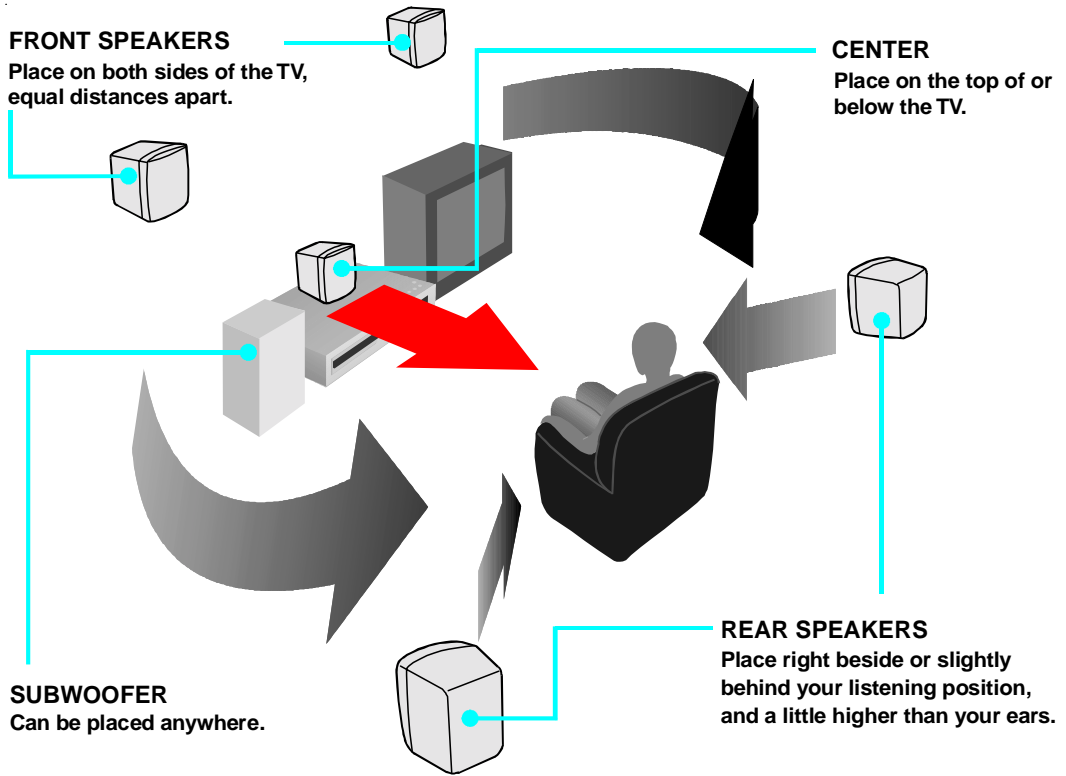 FRONT SPEAKERS
Place on both sides of the TV,
equal distances apart.
CENTER
Place on the top of or
below the TV.
SUBWOOFER
Can be placed anywhere.
REAR SPEAKERS
Place right beside or slightly
behind your listening position,
and a little higher than your ears.